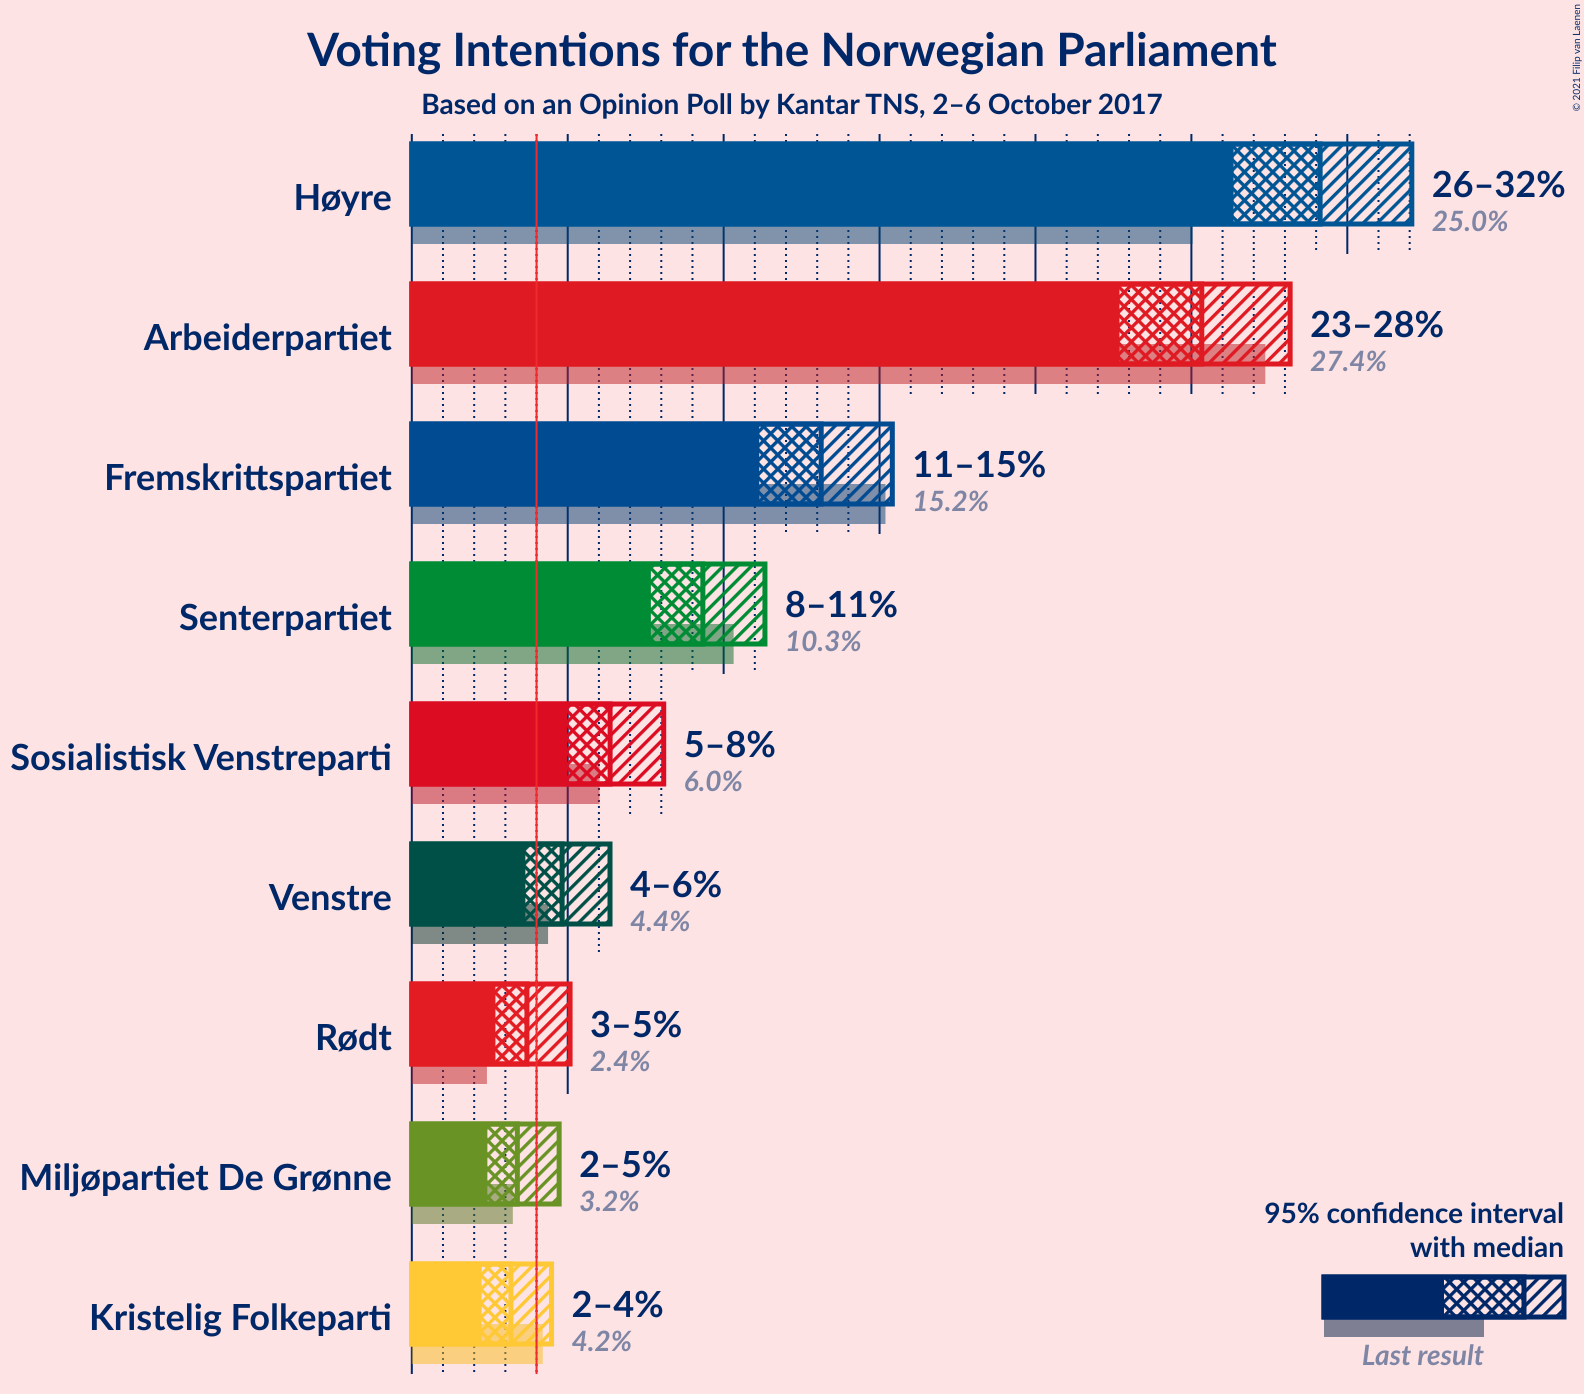 Voting Intentions for the Norwegian Parliament
Based on an Opinion Poll by Kantar TNS, 2–6 October 2017
© 2021 Filip van Laenen
Høyre
26–32%
25.0%
Arbeiderpartiet
23–28%
27.4%
Fremskrittspartiet
11–15%
15.2%
Senterpartiet
8–11%
10.3%
Sosialistisk Venstreparti
5–8%
6.0%
Venstre
4–6%
4.4%
Rødt
3–5%
2.4%
Miljøpartiet De Grønne
2–5%
3.2%
Kristelig Folkeparti
2–4%
4.2%
95% confidence interval
with median
Last result